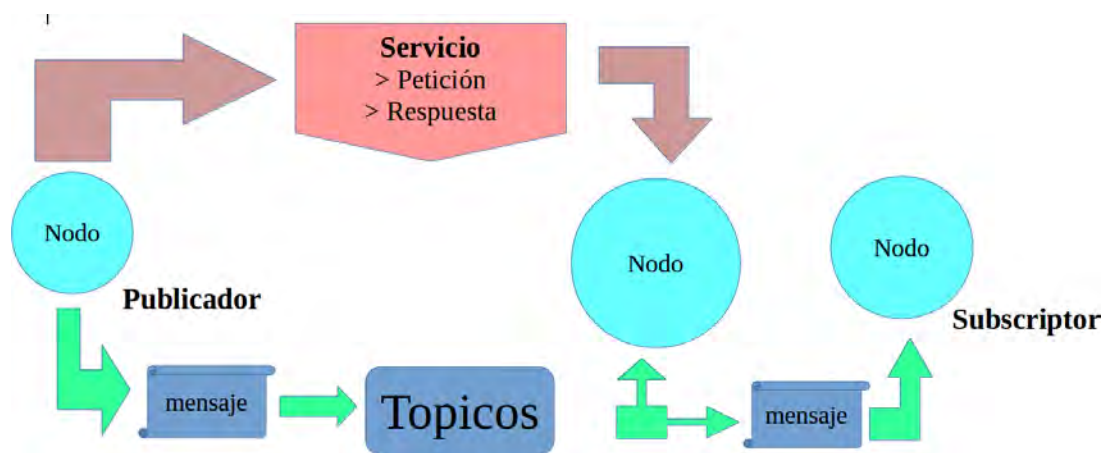 Servicio
> Petición
> Respuesta
Nodo
Nodo
Nodo
Publicador
Subscriptor
mensaje
Topicos
mensaje